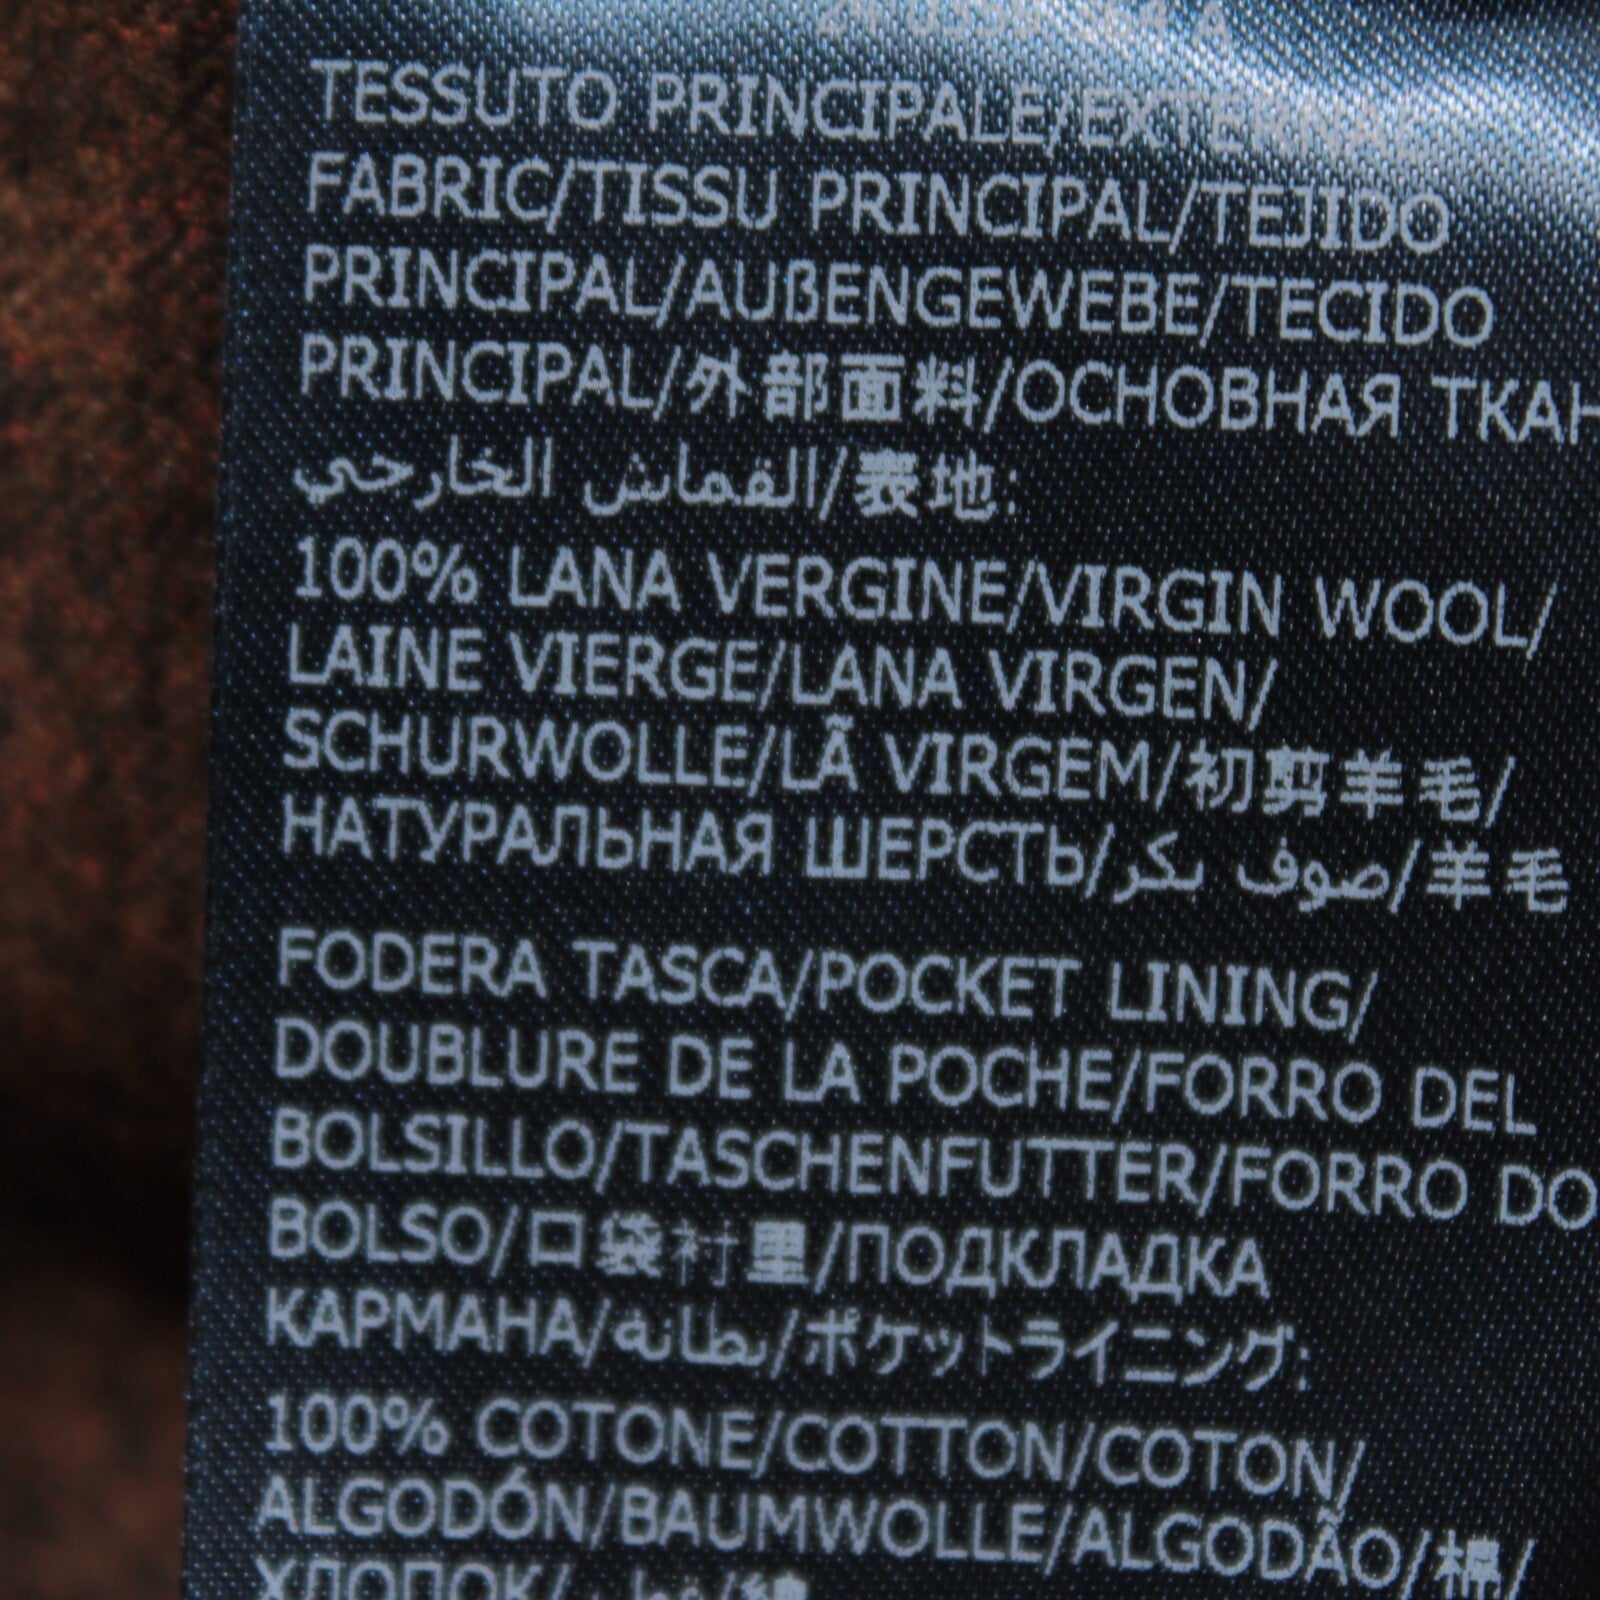 TESSUTO PRINCIPALE/EXTERNAL
FABRIC/TISSU PRINCIPAL/TEJIDO
PRINCIPAL/AUßENGEWEBE/TECIDO
PRINCIPAL/外部面料/ОСНОВНАЯ ТКАН
القماش الخارجي/表地:
100% LANA VERGINE/VIRGIN WOOL/
LAINE VIERGE/LANA VIRGEN/
SCHURWOLLE/LÃ VIRGEM/初剪羊毛/
НАТУРАЛЬНАЯ ШЕРСТЬ/صوف بكر/羊毛
FODERA TASCA/POCKET LINING/
DOUBLURE DE LA POCHE/FORRO DEL
BOLSILLO/TASCHENFUTTER/FORRO DO
BOLSO/口袋衬里/ПОДКЛАДКА
КАРМАНА/بطانة/ポケットライニング:
100% COTONE/COTTON/COTON/
ALGODÓN/BAUMWOLLE/ALGODÃO/棉/
ХЛОПОК/